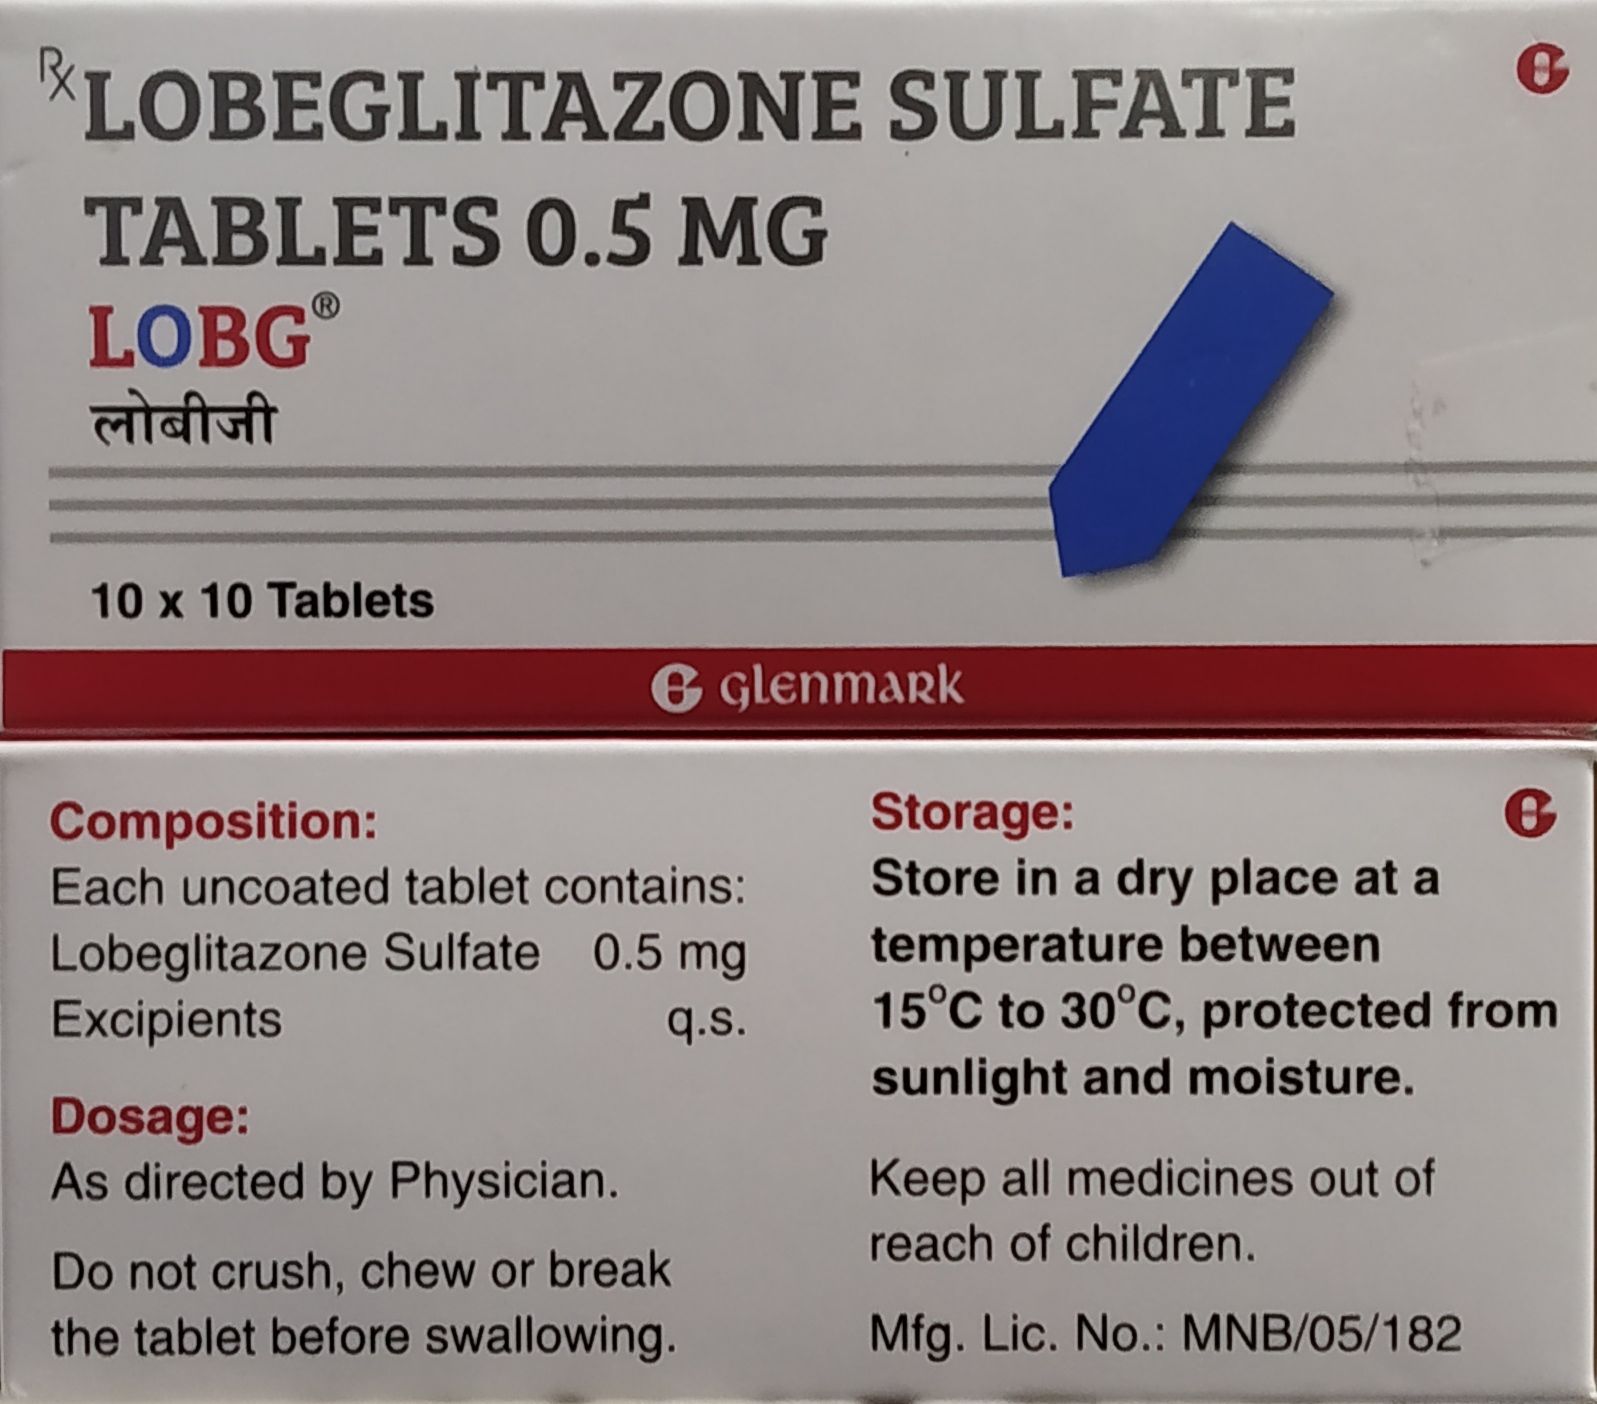 Rx LOBEGLITAZONE SULFATE
TABLETS 0.5 MG
LOBG®
लोबीजी
10 x 10 Tablets
glenmark
Composition:
Each uncoated tablet contains:
Lobeglitazone Sulfate 0.5 mg
Excipients q.s.
Dosage:
As directed by Physician.
Do not crush, chew or break
the tablet before swallowing.
Storage:
Store in a dry place at a
temperature between
15°C to 30°C, protected from
sunlight and moisture.
Keep all medicines out of
reach of children.
Mfg. Lic. No.: MNB/05/182